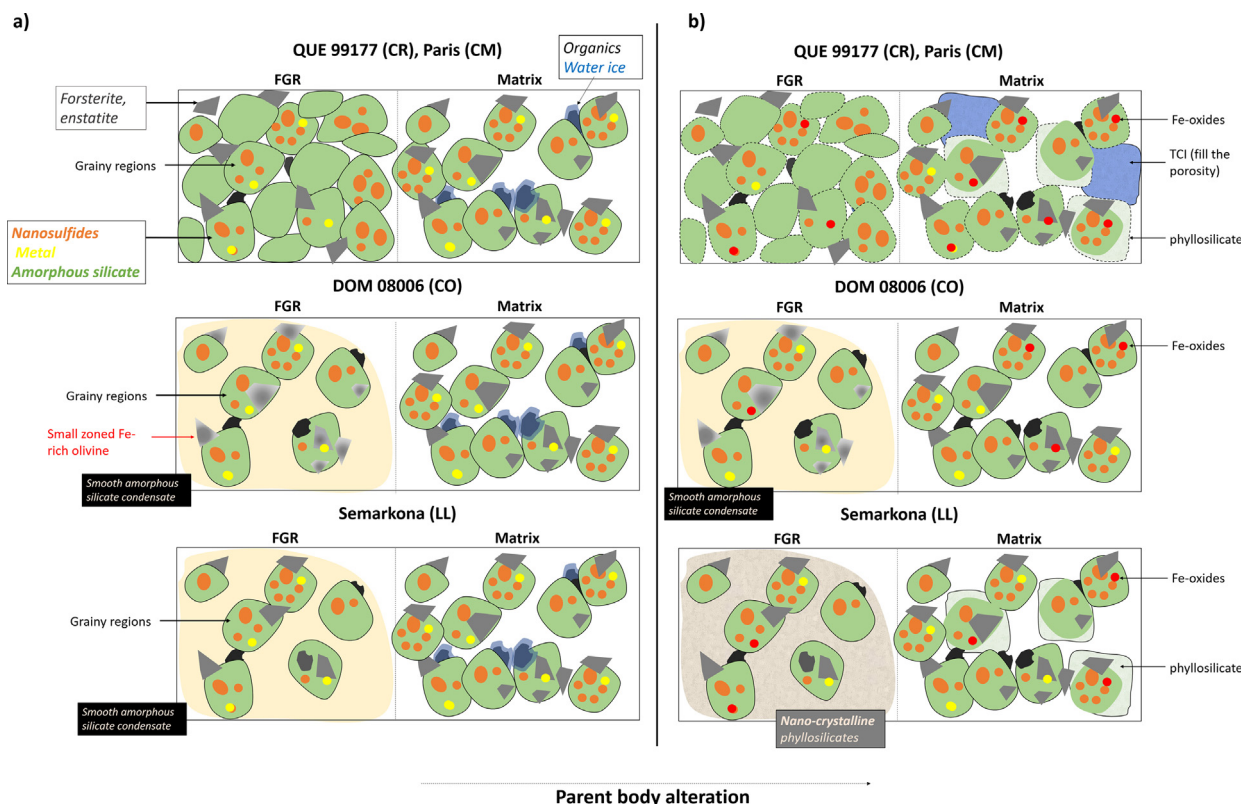 a)
QUE 99177 (CR), Paris (CM)
FGR
Matrix
Organics
Water ice
Forsterite,
enstatite
Grainy regions
Nanosulfides
Metal
Amorphous silicate
DOM 08006 (CO)
FGR
Matrix
Grainy regions
Small zoned Fe-
rich olivine
Smooth amorphous
silicate condensate
Semarkona (LL)
FGR
Matrix
Grainy regions
Smooth amorphous
silicate condensate
b)
QUE 99177 (CR), Paris (CM)
FGR
Matrix
Fe-oxides
TCI (fill the
porosity)
phyllosilicate
DOM 08006 (CO)
FGR
Matrix
Fe-oxides
Smooth amorphous
silicate condensate
Semarkona (LL)
FGR
Matrix
Fe-oxides
phyllosilicate
Nano-crystalline
phyllosilicates
Parent body alteration